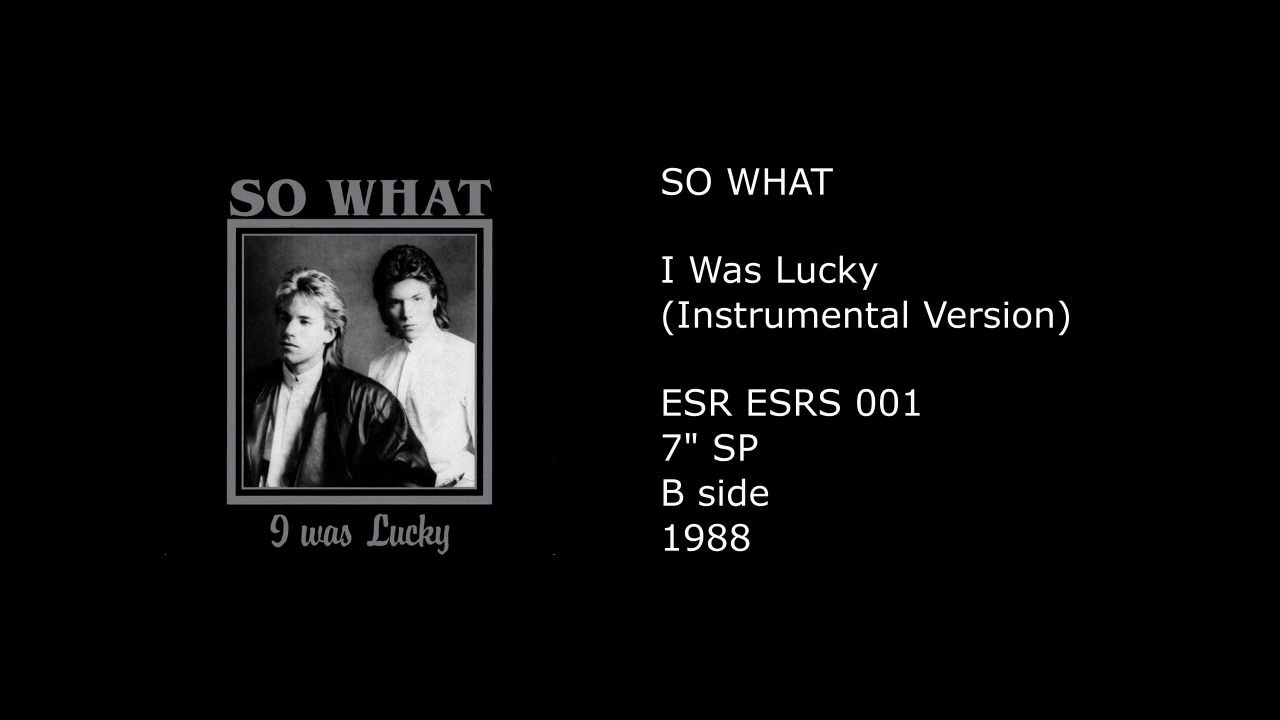 SO WHAT
I was Lucky
SO WHAT
I Was Lucky
(Instrumental Version)
ESR ESRS 001
7" SP
B side
1988